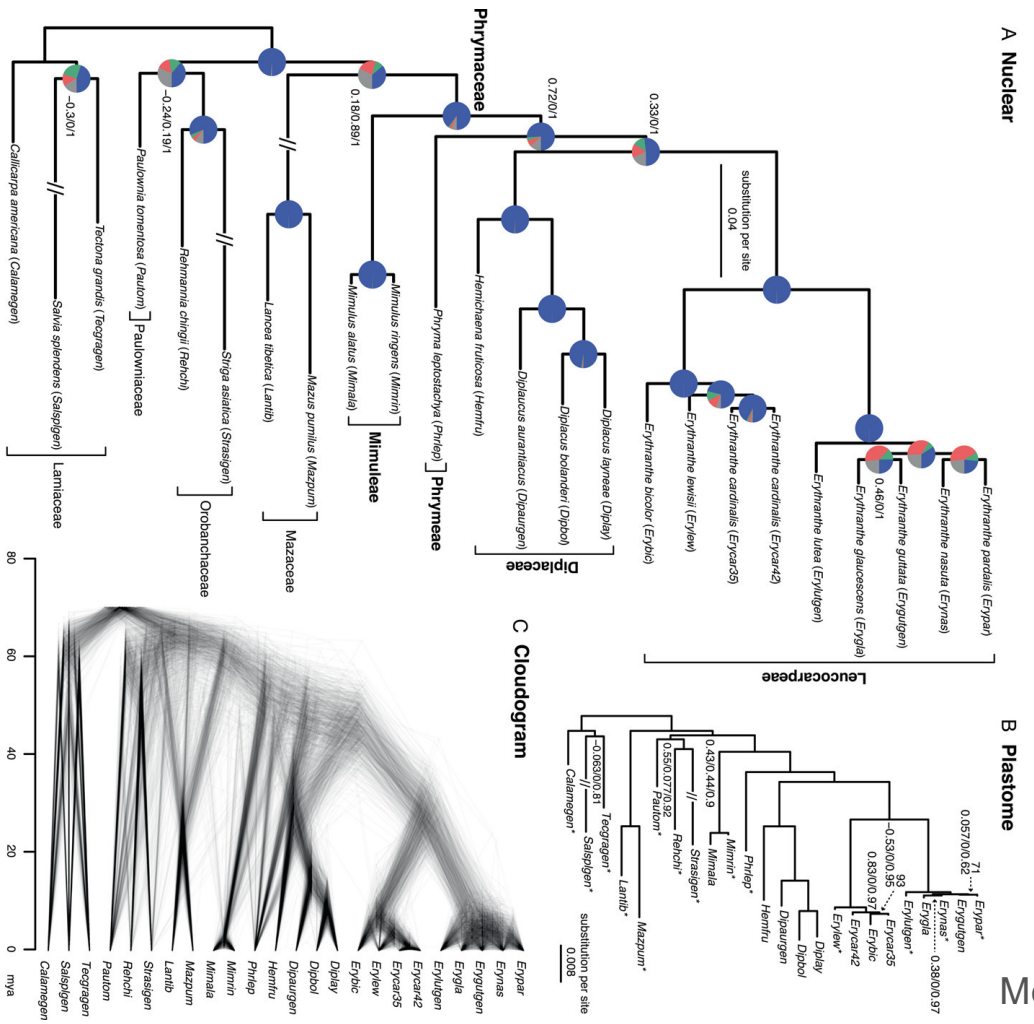 A Nuclear
Phrymaceae
0.33/0/1
0.72/0/1
0.18/0.89/1
−0.24/0.19/1
−0.3/0/1
0.46/0/1
substitution per site
0.04
Erythranthe pardalis (Erypar)
Erythranthe nasuta (Erynas)
Erythranthe guttata (Erygutgen)
Erythranthe glaucescens (Erygla)
Erythranthe lutea (Erylutgen)
Erythranthe cardinalis (Erycar42)
Erythranthe cardinalis (Erycar35)
Erythranthe lewisii (Erylew)
Erythranthe bicolor (Erybic)
Diplacus layneae (Diplay)
Diplacus bolanderi (Dipbol)
Diplaucus aurantiacus (Dipaurgen)
Hemichaena fruticosa (Hemfru)
Phryma leptostachya (Phrlep)
Mimulus ringens (Mimrin)
Mimulus alatus (Mimala)
Mazus pumilus (Mazpum)
Lancea tibetica (Lantib)
Striga asiatica (Strasigen)
Rehmannia chingii (Rehchi)
Paulownia tomentosa (Pautom)
Tectona grandis (Tecgragen)
Salvia splendens (Salsplgen)
Callicarpa americana (Calamegen)
Leucocarpeae
Diplaceae
Phrymeae
Mimuleae
Mazaceae
Orobanchaceae
Paulowniaceae
Lamiaceae
B Plastome
71
0.057/0/0.62
93
−0.53/0/0.95
0.83/0/0.97
0.38/0/0.97
0.43/0.44/0.9
0.55/0.077/0.92
−0.063/0/0.81
Erypar*
Erygutgen
Erynas*
Erygla
Erylutgen*
Erycar35
Erybic
Erycar42
Erylew*
Diplay
Dipbol
Dipaurgen
Hemfru
Phrlep*
Mimrin*
Mimala
Strasigen*
Rehchi*
Pautom*
Mazpum*
Lantib*
Tecgragen*
Salsplgen*
Calamegen*
substitution per site
0.008
C Cloudogram
80
60
40
20
0
mya
Erypar
Erynas
Erygutgen
Erygla
Erylutgen
Erycar42
Erycar35
Erylew
Erybic
Diplay
Dipbol
Dipaurgen
Hemfru
Phrlep
Mimrin
Mimala
Mazpum
Lantib
Strasigen
Rehchi
Pautom
Tecgragen
Salsplgen
Calamegen